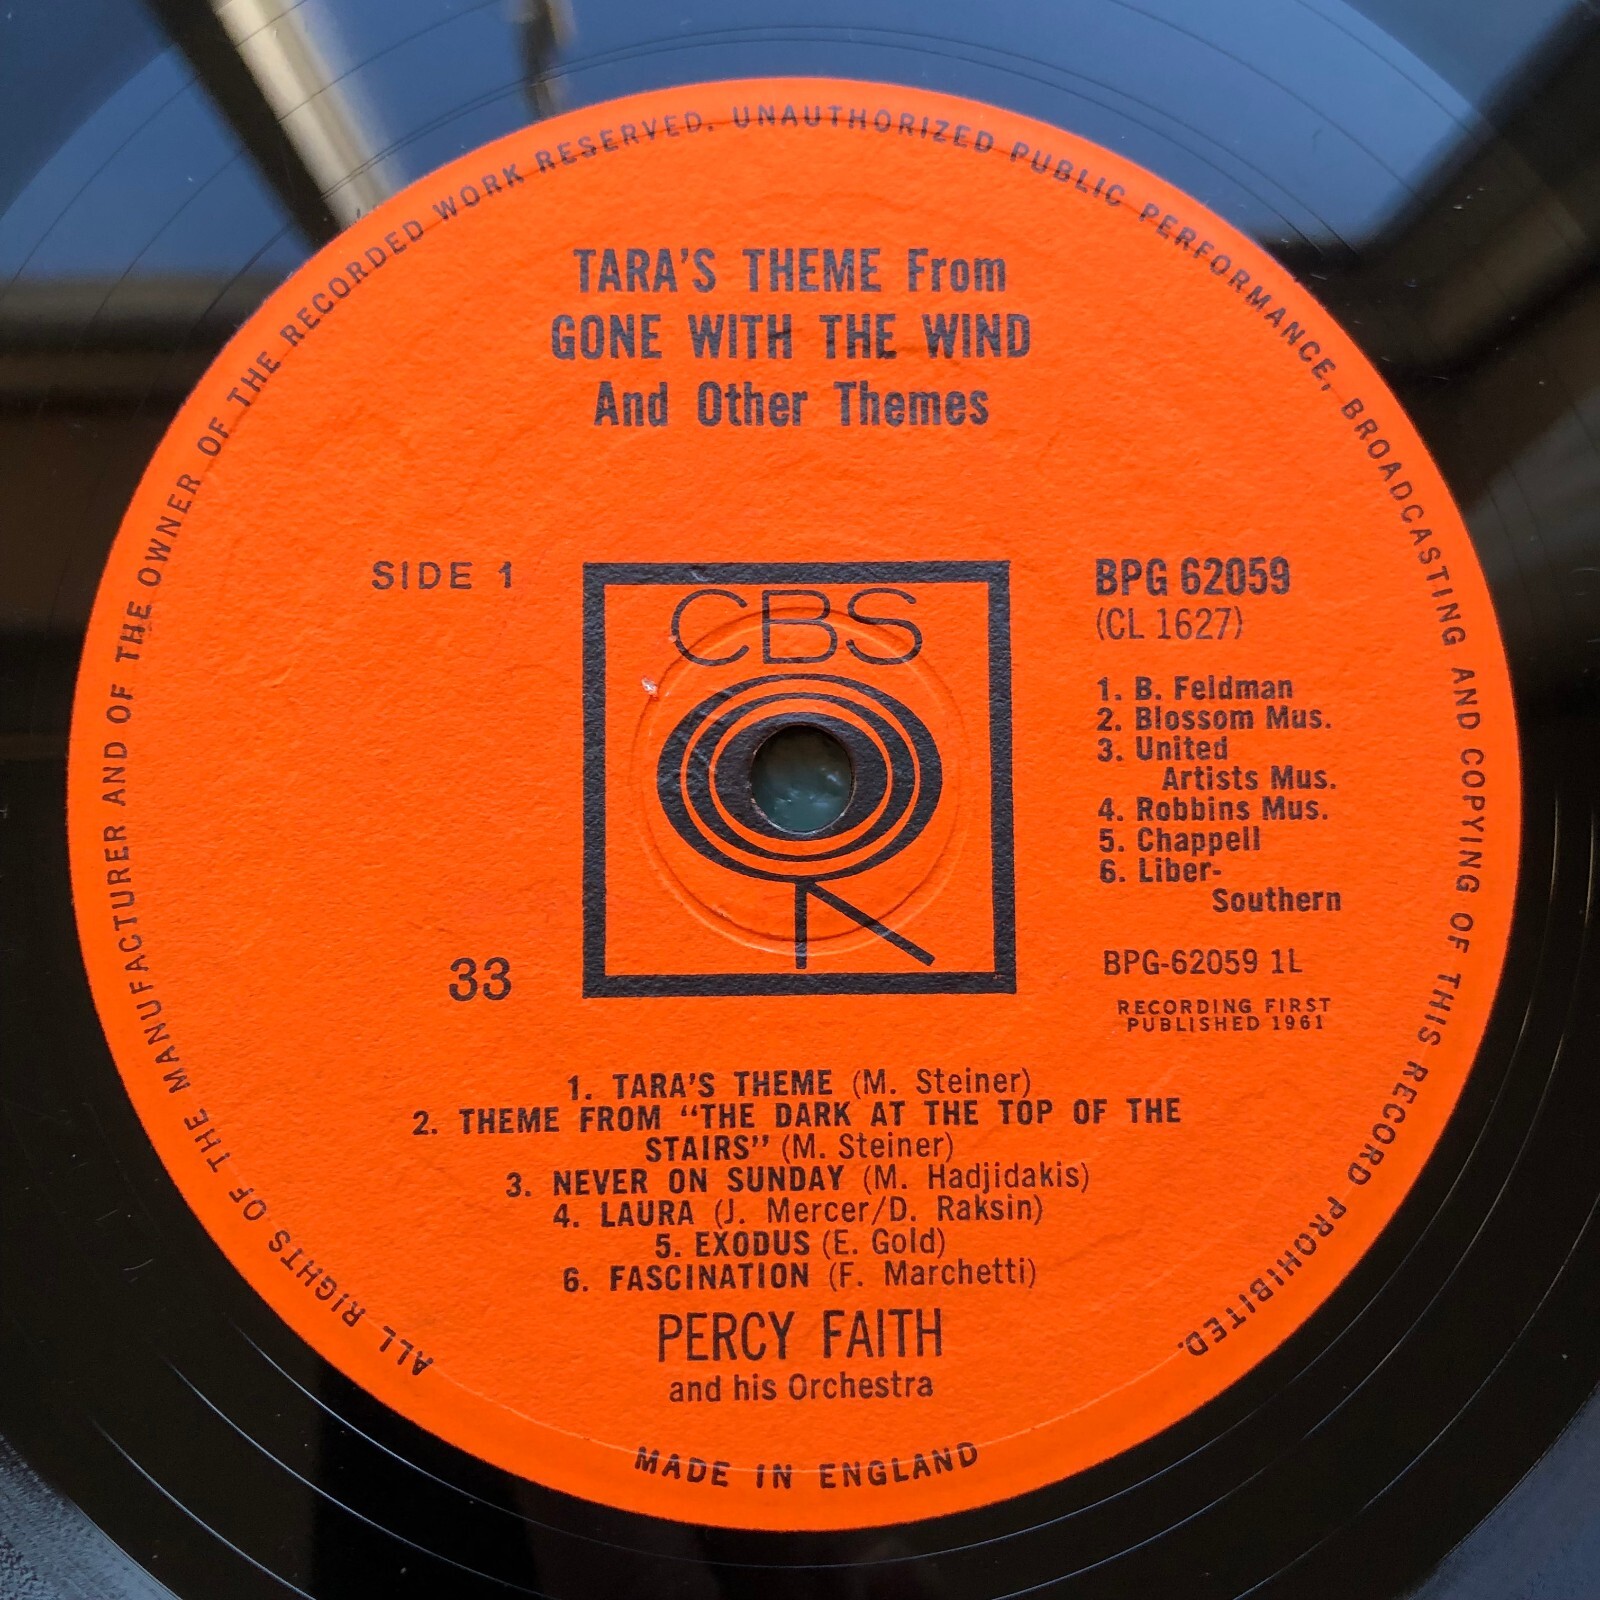 ALL RIGHTS OF THE MANUFACTURER AND OF THE OWNER OF THE RECORDED WORK RESERVED. UNAUTHORIZED PUBLIC PERFORMANCE, BROADCASTING AND COPYING OF THIS RECORD PROHIBITED.
TARA'S THEME From
GONE WITH THE WIND
And Other Themes
SIDE 1
CBS
BPG 62059
(CL 1627)
1. B. Feldman
2. Blossom Mus.
3. United
Artists Mus.
4. Robbins Mus.
5. Chappell
6. Liber-
Southern
33
BPG-62059 1L
RECORDING FIRST
PUBLISHED 1961
1. TARA'S THEME (M. Steiner)
2. THEME FROM "THE DARK AT THE TOP OF THE
STAIRS" (M. Steiner)
3. NEVER ON SUNDAY (M. Hadjidakis)
4. LAURA (J. Mercer/D. Raksin)
5. EXODUS (E. Gold)
6. FASCINATION (F. Marchetti)
PERCY FAITH
and his Orchestra
MADE IN ENGLAND